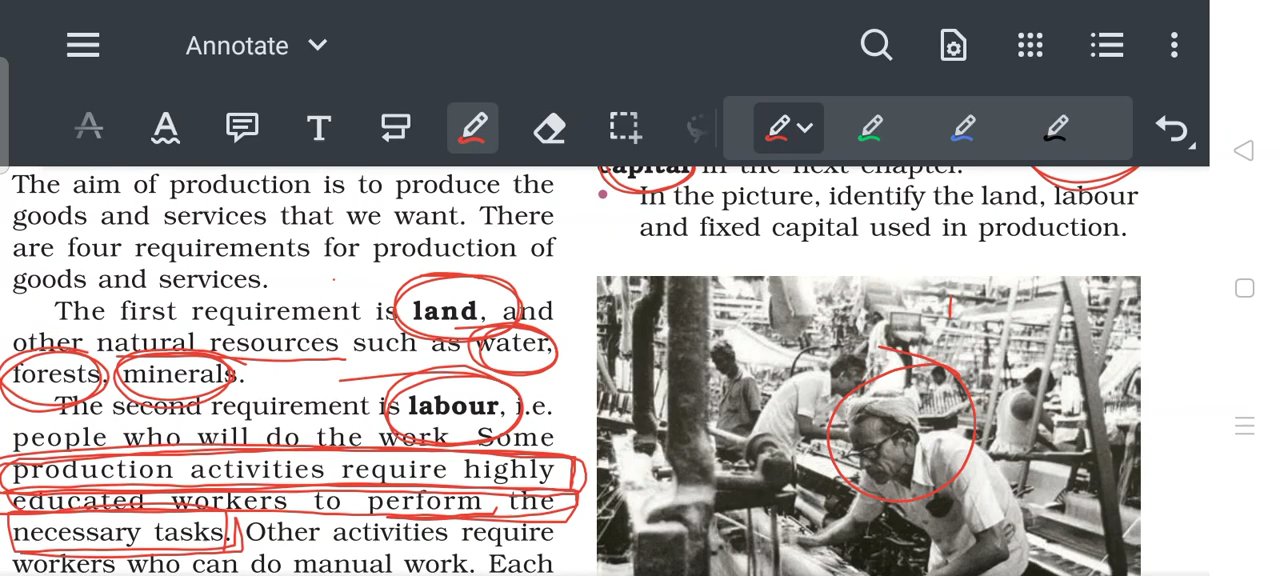 Annotate
The aim of production is to produce the
goods and services that we want. There
are four requirements for production of
goods and services.
The first requirement is land, and
other natural resources such as water,
forests, minerals.
The second requirement is labour, i.e.
people who will do the work. Some
production activities require highly
educated workers to perform the
necessary tasks. Other activities require
workers who can do manual work. Each
capital in the next chapter.
• In the picture, identify the land, labour
and fixed capital used in production.